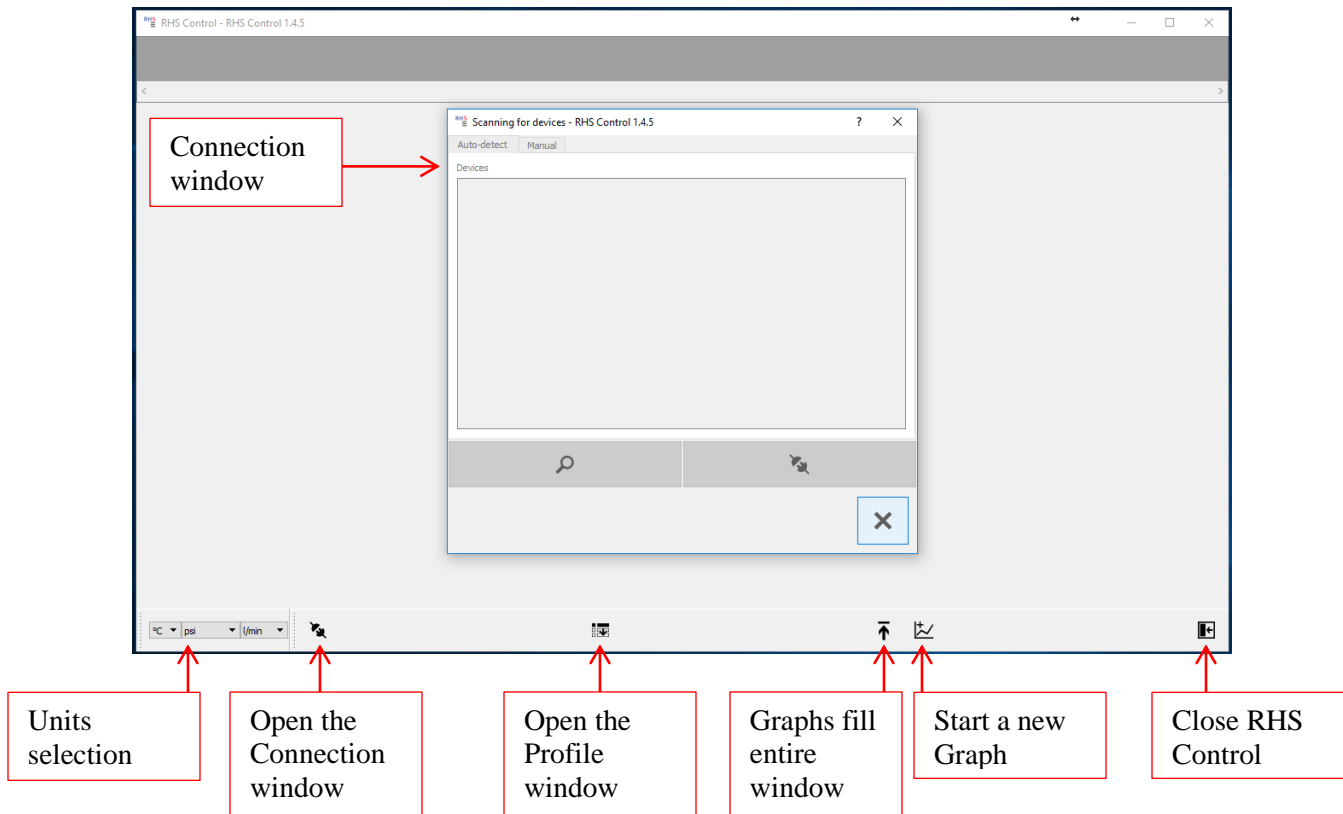 RHS Control - RHS Control 1.4.5
Connection
window
RHS
Scanning for devices - RHS Control 1.4.5
?
Auto-detect Manual
Devices
°C psi l/min
Units
selection
Open the
Connection
window
Open the
Profile
window
Graphs fill
entire
window
Start a new
Graph
Close RHS
Control